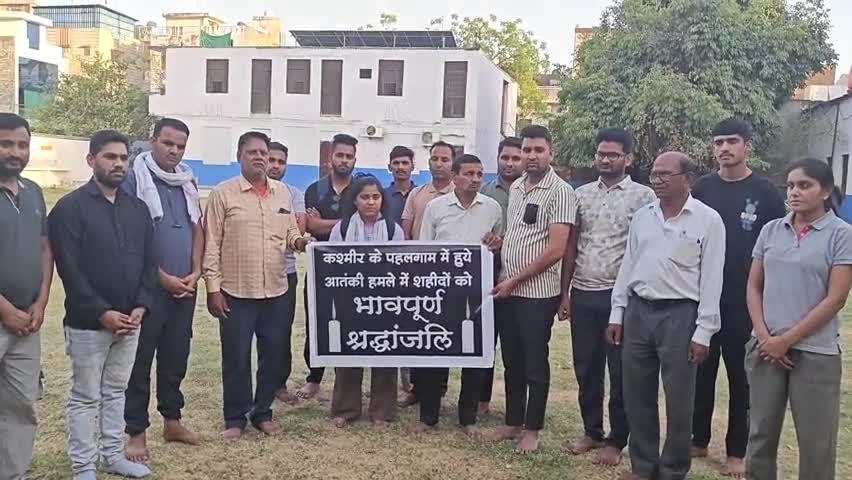 कश्मीर के पहलगाम में हुये
आतंकी हमले में शहीदों को
भावपूर्ण
श्रद्धांजलि